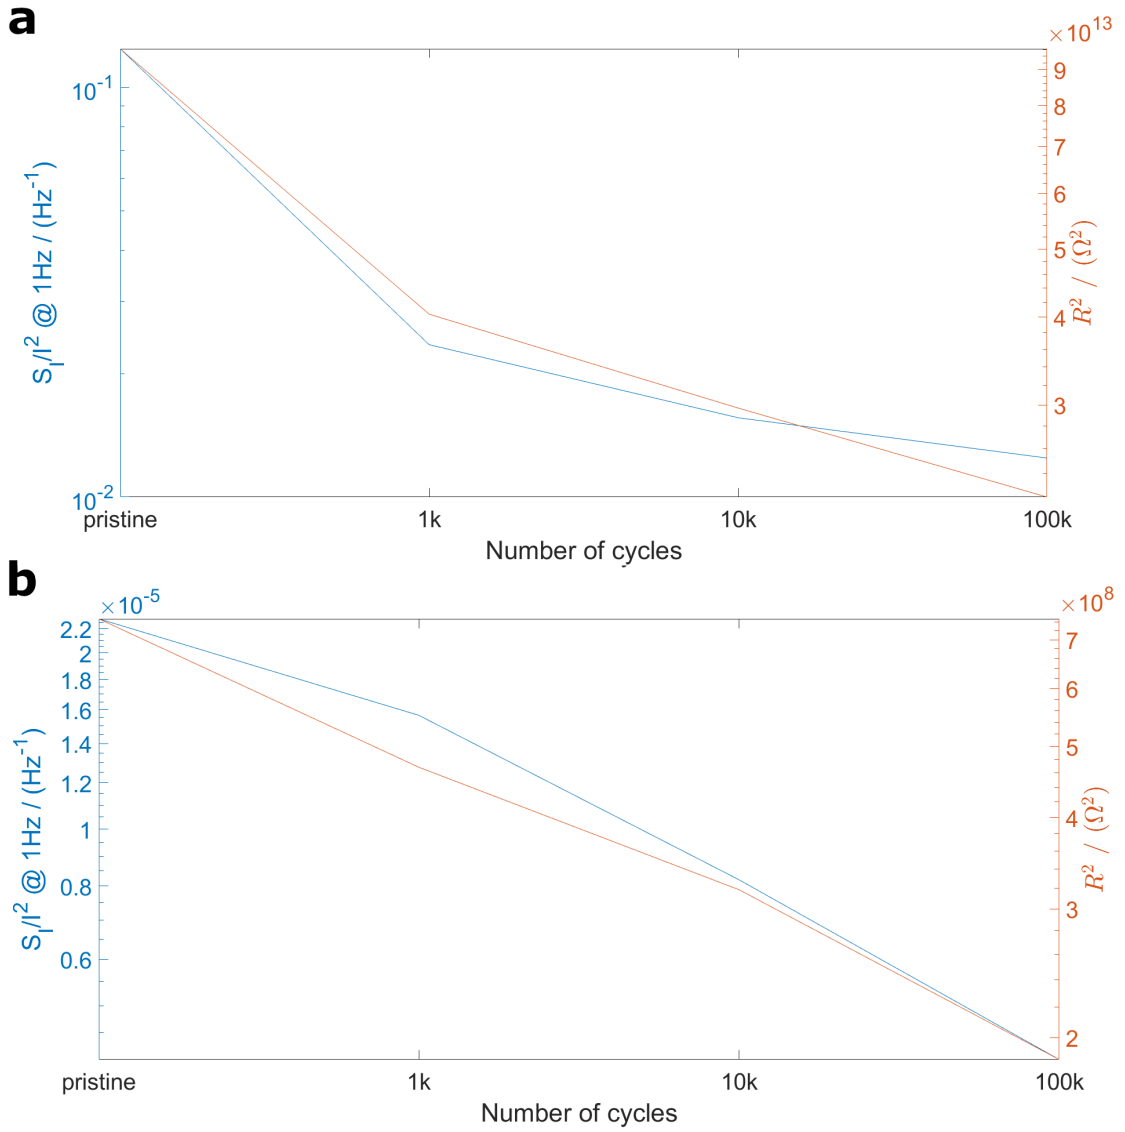 a
×10^13
10^-1
10^-2
S_I/I^2 @ 1Hz / (Hz^-1)
9
8
7
6
5
4
3
R^2 / (Ω^2)
pristine 1k 10k 100k
Number of cycles
b
×10^-5
×10^8
2.2
2
1.8
1.6
1.4
1.2
1
0.8
0.6
S_I/I^2 @ 1Hz / (Hz^-1)
7
6
5
4
3
2
R^2 / (Ω^2)
pristine 1k 10k 100k
Number of cycles